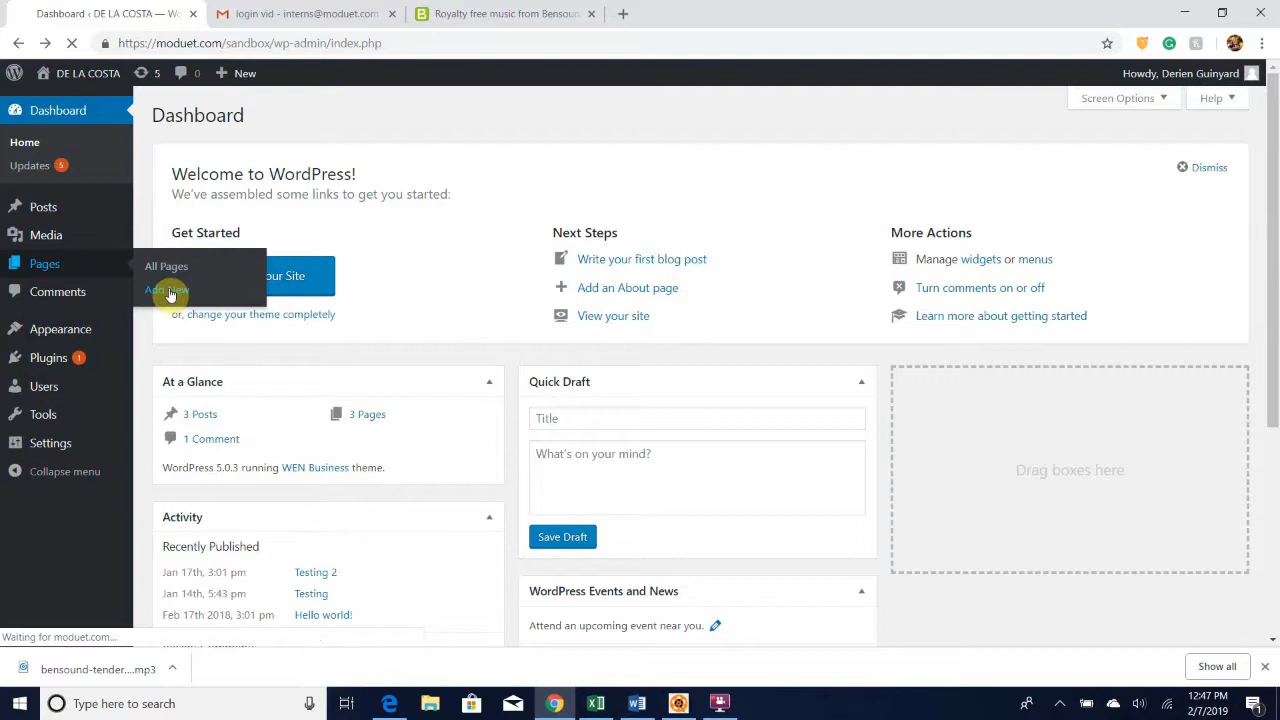 Dashboard ‹ DE LA COSTA — Wo
login vid - interns@moduet.com
Royalty free music from Bensoun
https://moduet.com/sandbox/wp-admin/index.php
DE LA COSTA 5 0 New
Howdy, Derien Guinyard
Dashboard
Home
Updates 5
Posts
Media
Pages
Comments
Appearance
Plugins 1
Users
Tools
Settings
Collapse menu
All Pages
Add New
Dashboard
Screen Options
Help
Welcome to WordPress!
We've assembled some links to get you started:
Dismiss
Get Started
our Site
or, change your theme completely
Next Steps
Write your first blog post
Add an About page
View your site
More Actions
Manage widgets or menus
Turn comments on or off
Learn more about getting started
At a Glance
3 Posts
3 Pages
1 Comment
WordPress 5.0.3 running WEN Business theme.
Activity
Recently Published
Jan 17th, 3:01 pm Testing 2
Jan 14th, 5:43 pm Testing
Feb 17th 2018, 3:01 pm Hello world!
Quick Draft
Title
What's on your mind?
Save Draft
WordPress Events and News
Attend an upcoming event near you.
Drag boxes here
Waiting for moduet.com...
bensound-tender....mp3
Show all
Type here to search
12:47 PM
2/7/2019
1